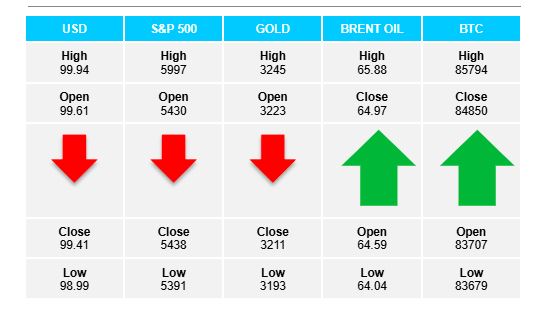 USD S&P 500 GOLD BRENT OIL BTC
High High High High High
99.94 5997 3245 65.88 85794
Open Open Open Close Close
99.61 5430 3223 64.97 84850
Close Close Close Open Open
99.41 5438 3211 64.59 83707
Low Low Low Low Low
98.99 5391 3193 64.04 83679